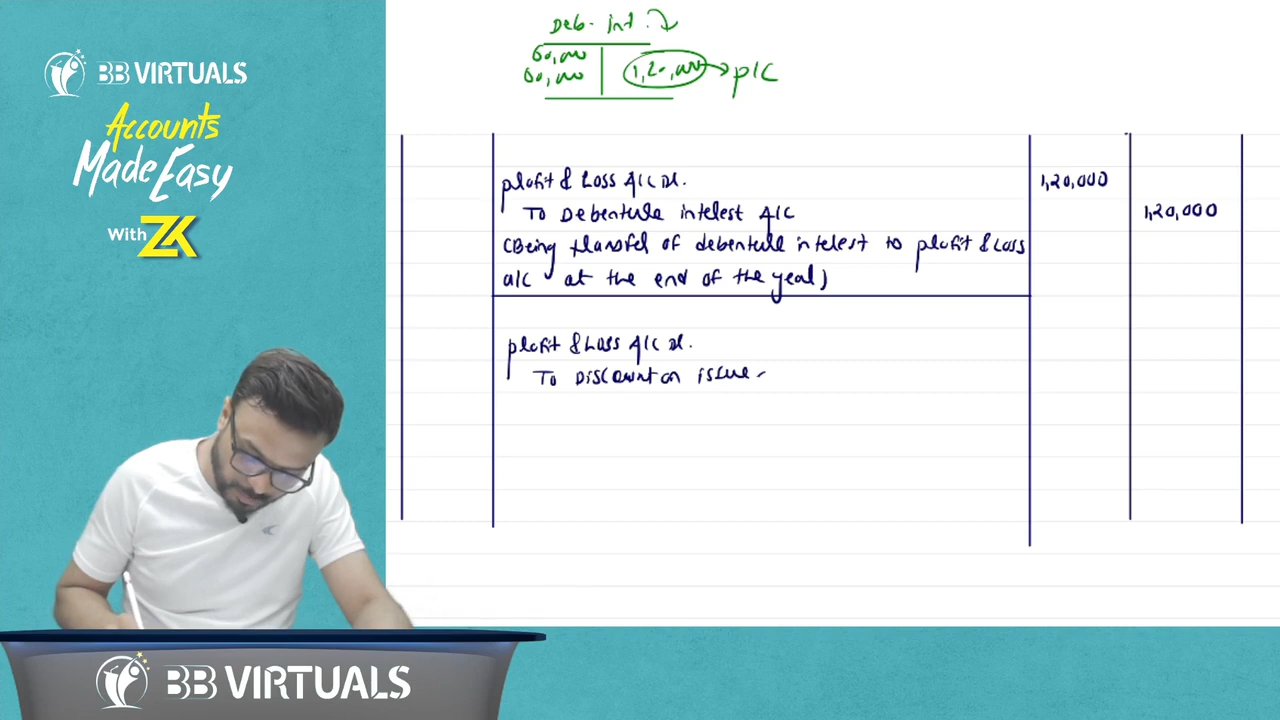 BB VIRTUALS
Accounts
Made Easy
With ZK
Deb. int.
60,000
60,000
1,20,000 → P/C
Profit & Loss A/C Dr.
1,20,000
To Debenture interest A/C
1,20,000
(Being transfer of debenture interest to profit & Loss
a/c at the end of the year)
profit & Loss A/C Dr.
To Discount on issue
BB VIRTUALS